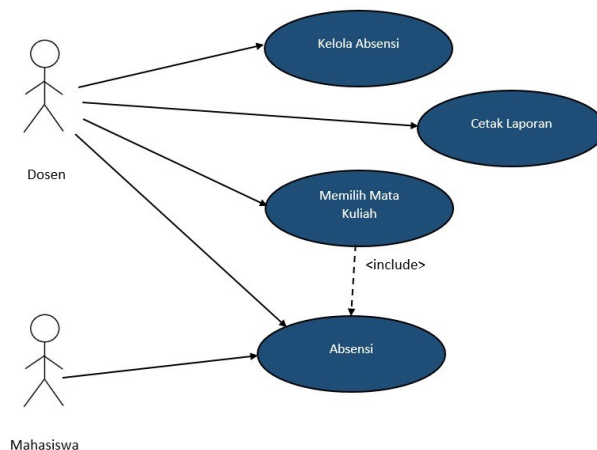 Kelola Absensi
Cetak Laporan
Dosen
Memilih Mata
Kuliah
<include>
Absensi
Mahasiswa